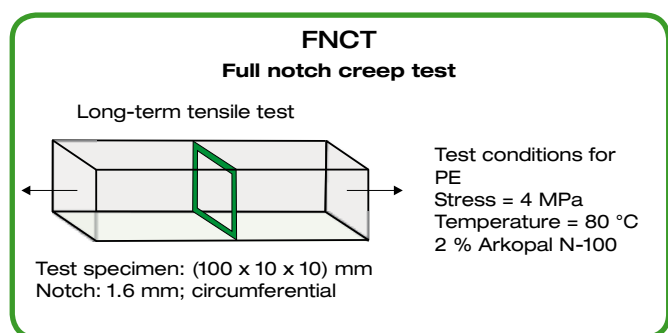 FNCT
Full notch creep test
Long-term tensile test
Test conditions for
PE
Stress = 4 MPa
Temperature = 80 °C
2 % Arkopal N-100
Test specimen: (100 x 10 x 10) mm
Notch: 1.6 mm; circumferential